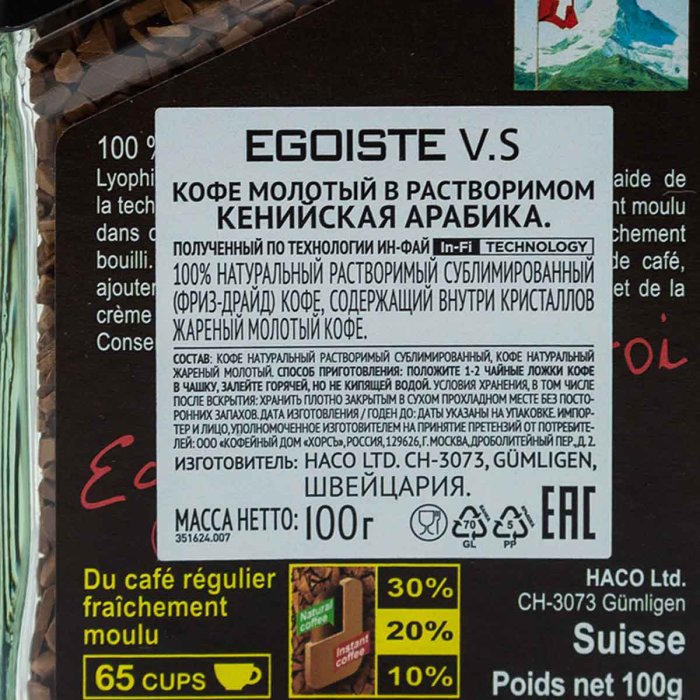 100 %
Lyophi
la tech
dans c
bouilli.
ajouter
crème
Conse
aide de
nt moulu
chement
de café,
et de la
roi
EGOISTE V.S
КОФЕ МОЛОТЫЙ В РАСТВОРИМОМ
КЕНИЙСКАЯ АРАБИКА.
ПОЛУЧЕННЫЙ ПО ТЕХНОЛОГИИ ИН-ФАЙ In-Fi TECHNOLOGY
100% НАТУРАЛЬНЫЙ РАСТВОРИМЫЙ СУБЛИМИРОВАННЫЙ
(ФРИЗ-ДРАЙД) КОФЕ, СОДЕРЖАЩИЙ ВНУТРИ КРИСТАЛЛОВ
ЖАРЕНЫЙ МОЛОТЫЙ КОФЕ.
СОСТАВ: КОФЕ НАТУРАЛЬНЫЙ РАСТВОРИМЫЙ СУБЛИМИРОВАННЫЙ, КОФЕ НАТУРАЛЬНЫЙ
ЖАРЕНЫЙ МОЛОТЫЙ. СПОСОБ ПРИГОТОВЛЕНИЯ: ПОЛОЖИТЕ 1-2 ЧАЙНЫЕ ЛОЖКИ КОФЕ
В ЧАШКУ, ЗАЛЕЙТЕ ГОРЯЧЕЙ, НО НЕ КИПЯЩЕЙ ВОДОЙ. УСЛОВИЯ ХРАНЕНИЯ, В ТОМ ЧИСЛЕ
ПОСЛЕ ВСКРЫТИЯ: ХРАНИТЬ ПЛОТНО ЗАКРЫТЫМ В СУХОМ ПРОХЛАДНОМ МЕСТЕ БЕЗ ПОСТО-
РОННИХ ЗАПАХОВ. ДАТА ИЗГОТОВЛЕНИЯ / ГОДЕН ДО: ДАТЫ УКАЗАНЫ НА УПАКОВКЕ. ИМПОР-
ТЕР И ЛИЦО, УПОЛНОМОЧЕННОЕ ИЗГОТОВИТЕЛЕМ НА ПРИНЯТИЕ ПРЕТЕНЗИЙ ОТ ПОТРЕБИТЕ-
ЛЕЙ: ООО «КОФЕЙНЫЙ ДОМ «ХОРСЪ», РОССИЯ, 129626, Г. МОСКВА, ДРОБОЛИТЕЙНЫЙ ПЕР., Д. 2.
ИЗГОТОВИТЕЛЬ: HACO LTD. CH-3073, GÜMLIGEN,
ШВЕЙЦАРИЯ.
МАССА НЕТТО: 100г
351624.007
70
GL
5
PP
EAC
Du café régulier
fraîchement
moulu
65 CUPS
Natural
coffee
Instant
coffee
30%
20%
10%
HACO Ltd.
CH-3073 Gümligen
Suisse
Poids net 100g